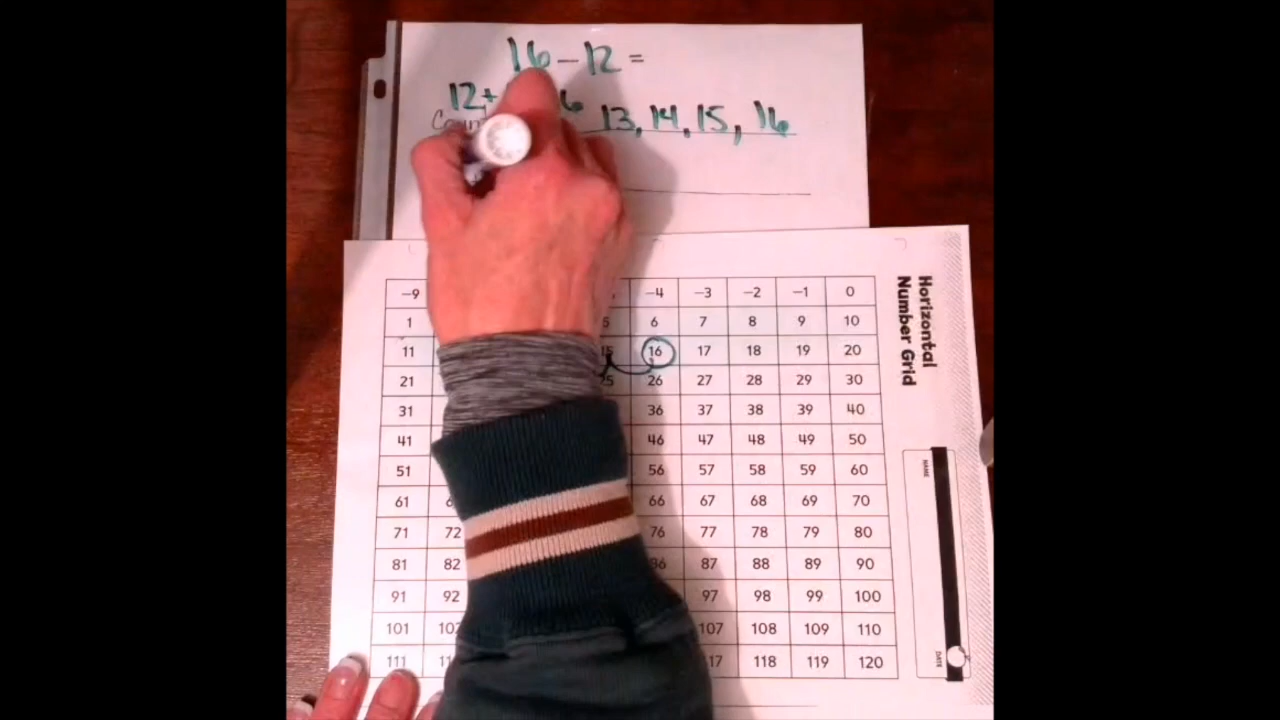 16 - 12 =
12 +
6 13, 14, 15, 16
-9
-4 -3 -2 -1 0
1
5 6 7 8 9 10
11
15 16 17 18 19 20
21
25 26 27 28 29 30
31
36 37 38 39 40
41
46 47 48 49 50
51
56 57 58 59 60
61
66 67 68 69 70
71 72
76 77 78 79 80
81 82
86 87 88 89 90
91 92
97 98 99 100
101
107 108 109 110
111
118 119 120
Horizontal
Number Grid
NAME
DATE